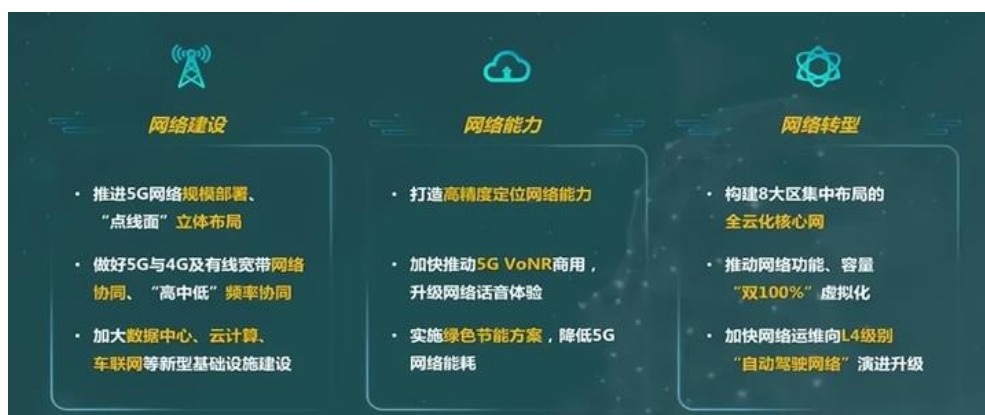 网络建设
• 推进5G网络规模部署、
“点线面”立体布局
• 做好5G与4G及有线宽带网络
协同、“高中低”频率协同
• 加大数据中心、云计算、
车联网等新型基础设施建设
网络能力
• 打造高精度定位网络能力
• 加快推动5G VoNR商用，
升级网络话音体验
• 实施绿色节能方案，降低5G
网络能耗
网络转型
• 构建8大区集中布局的
全云化核心网
• 推动网络功能、容量
“双100%”虚拟化
• 加快网络运维向L4级别
“自动驾驶网络”演进升级